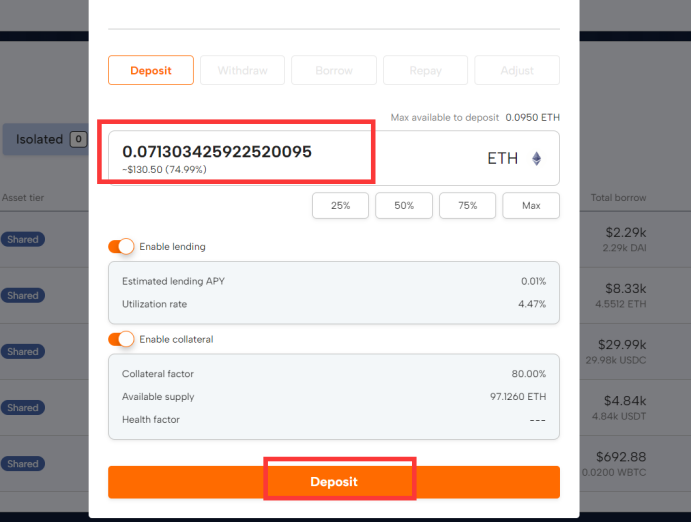 Deposit
Withdraw
Borrow
Repay
Adjust
Max available to deposit 0.0950 ETH
Isolated 0
0.071303425922520095
~$130.50 (74.99%)
ETH
25%
50%
75%
Max
Asset tier
Total borrow
Shared
$2.29k
2.29k DAI
Enable lending
Estimated lending APY 0.01%
Utilization rate 4.47%
Shared
$8.33k
4.5512 ETH
Enable collateral
Shared
$29.99k
29.98k USDC
Collateral factor 80.00%
Available supply 97.1260 ETH
Health factor ---
Shared
$4.84k
4.84k USDT
Shared
$692.88
0.0200 WBTC
Deposit